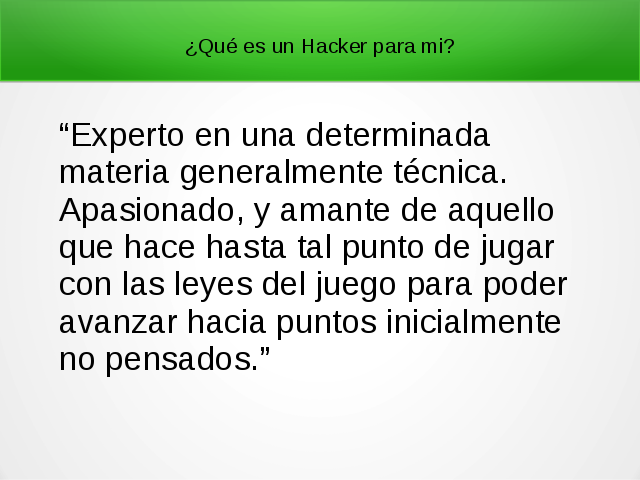 ¿Qué es un Hacker para mi?
“Experto en una determinada
materia generalmente técnica.
Apasionado, y amante de aquello
que hace hasta tal punto de jugar
con las leyes del juego para poder
avanzar hacia puntos inicialmente
no pensados.”